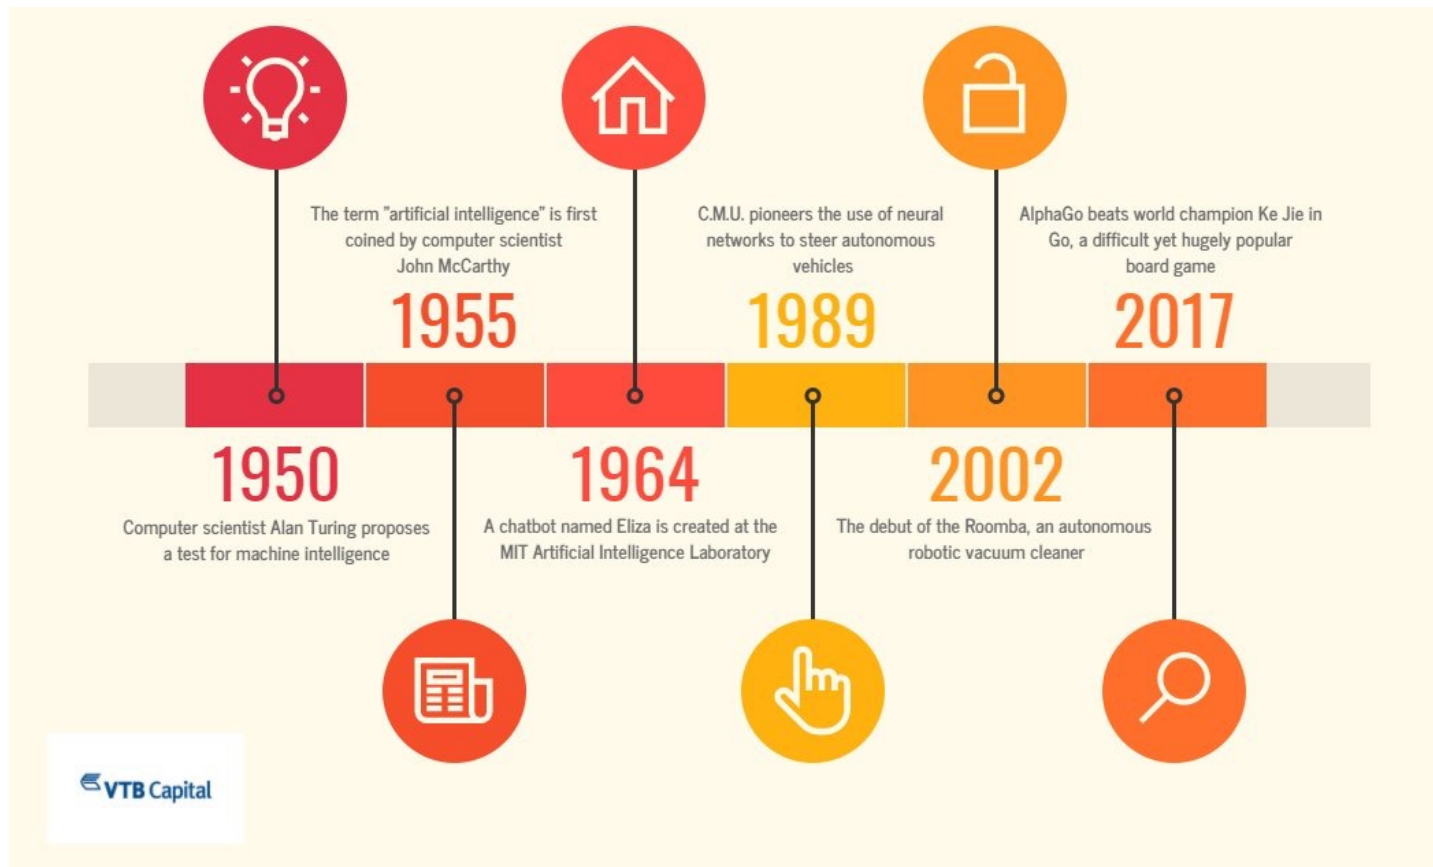 The term "artificial intelligence" is first
coined by computer scientist
John McCarthy
1955
C.M.U. pioneers the use of neural
networks to steer autonomous
vehicles
1989
AlphaGo beats world champion Ke Jie in
Go, a difficult yet hugely popular
board game
2017
1950
Computer scientist Alan Turing proposes
a test for machine intelligence
1964
A chatbot named Eliza is created at the
MIT Artificial Intelligence Laboratory
2002
The debut of the Roomba, an autonomous
robotic vacuum cleaner
VTB Capital